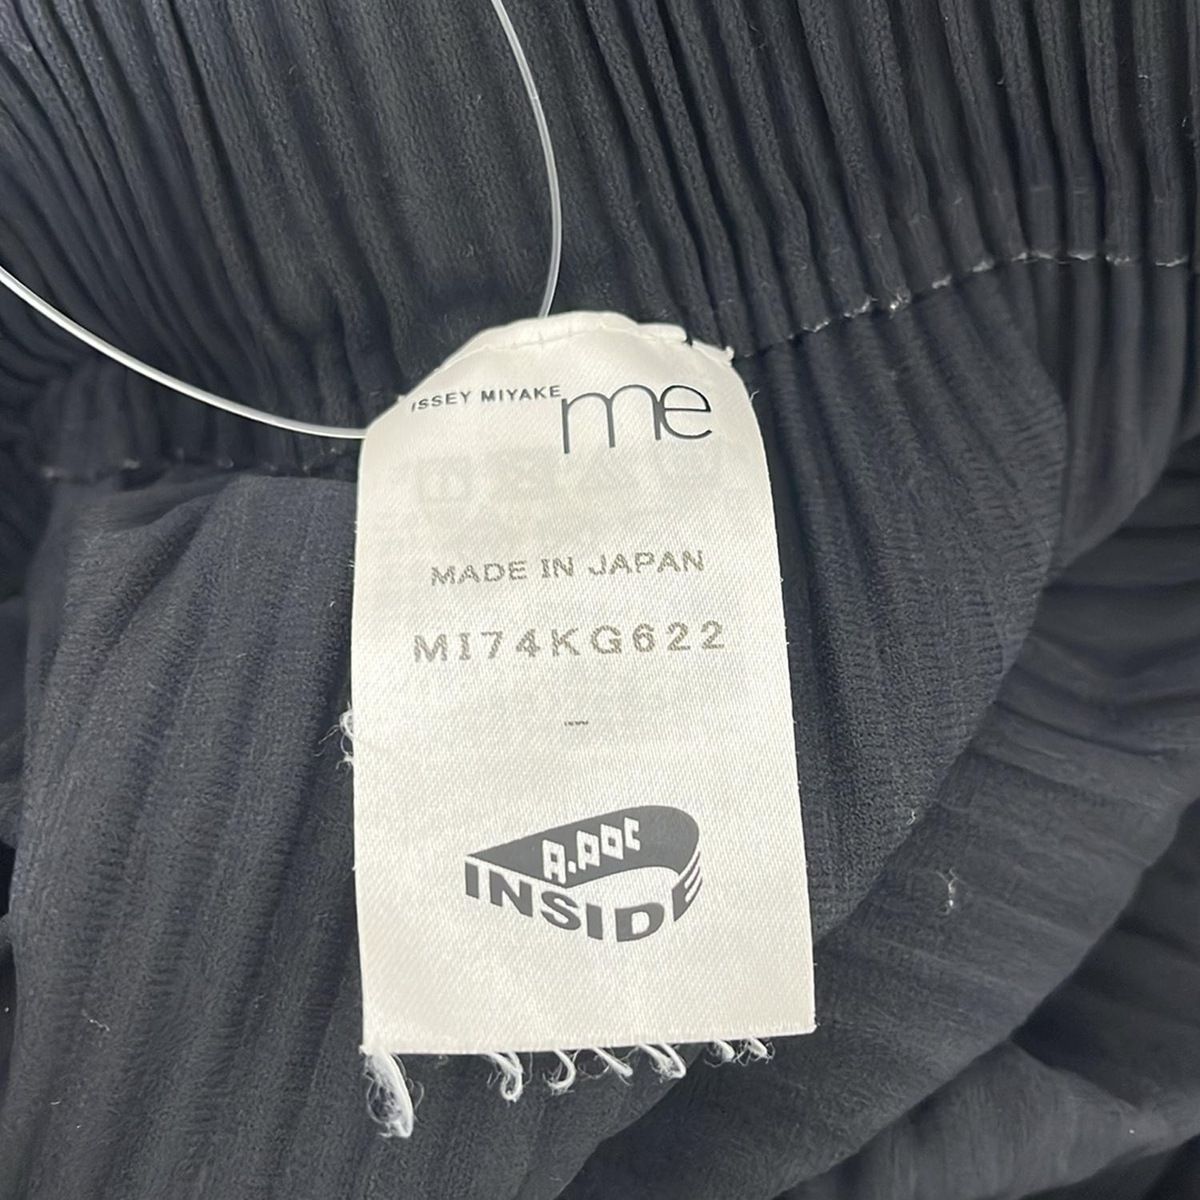 ISSEY MIYAKE me
MADE IN JAPAN
MI74KG622
A.POC
INSIDE